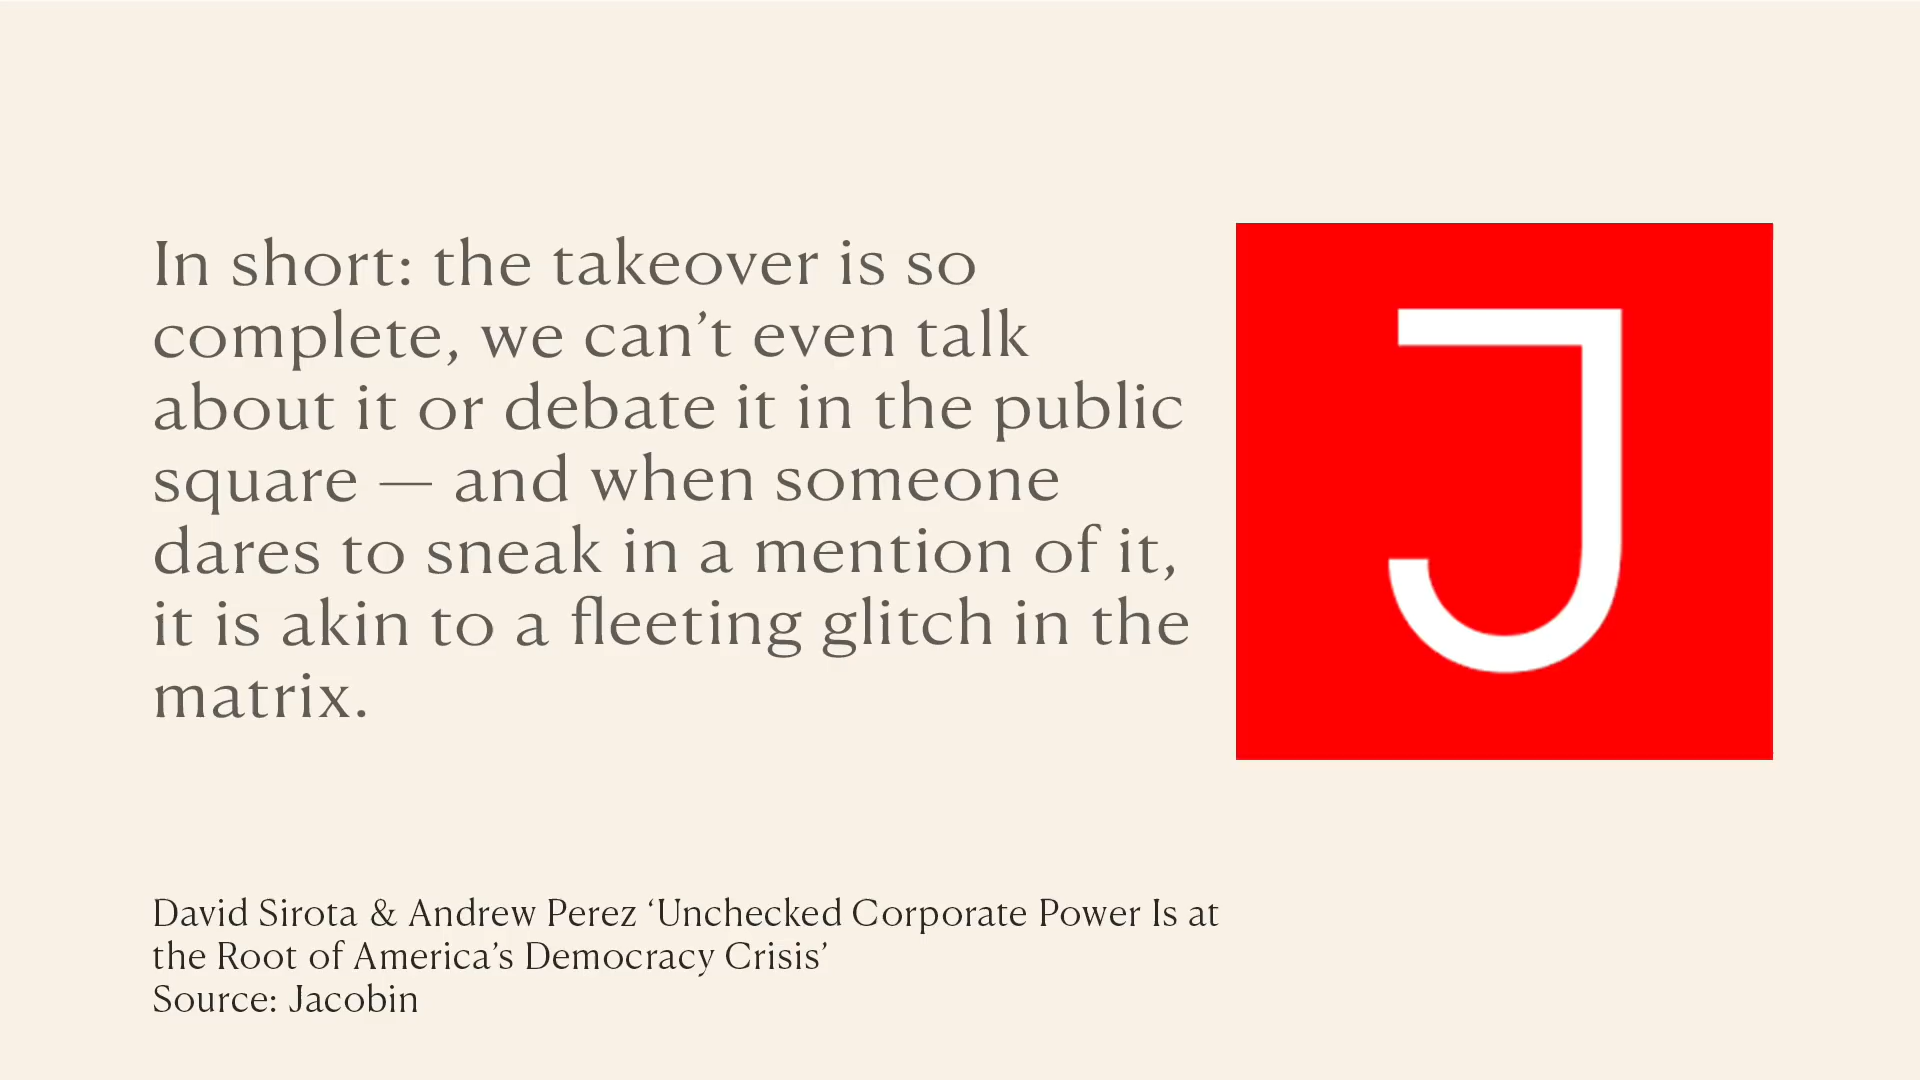 In short: the takeover is so
complete, we can’t even talk
about it or debate it in the public
square — and when someone
dares to sneak in a mention of it,
it is akin to a fleeting glitch in the
matrix.
J
David Sirota & Andrew Perez ‘Unchecked Corporate Power Is at
the Root of America’s Democracy Crisis’
Source: Jacobin